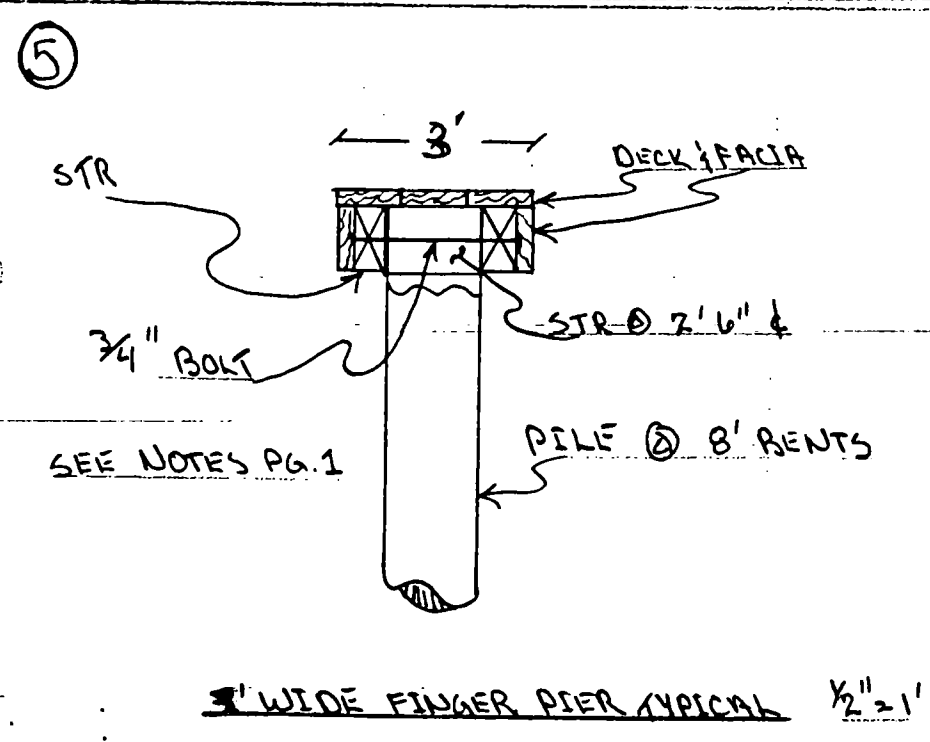 5
3'
DECK & FACIA
STR
3/4" BOLT
STR @ 2' 6" ℄
SEE NOTES PG. 1
PILE @ 8' BENTS
3' WIDE FINGER PIER TYPICAL 1/2" = 1'